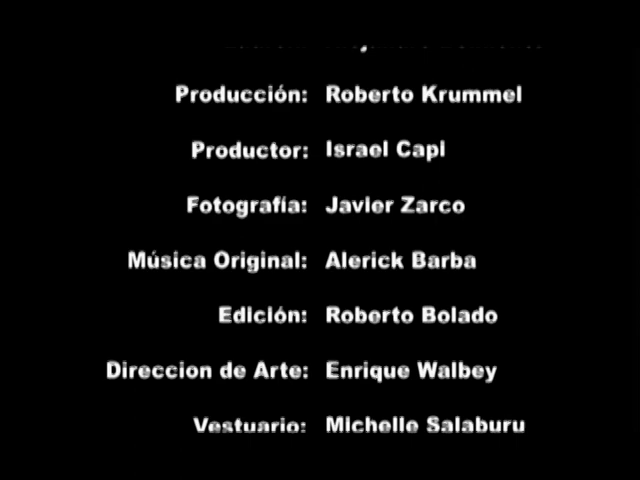 Producción: Roberto Krummel
Productor: Israel Capi
Fotografía: Javier Zarco
Música Original: Alerick Barba
Edición: Roberto Bolado
Direccion de Arte: Enrique Walbey
Vestuario: Michelle Salaburu